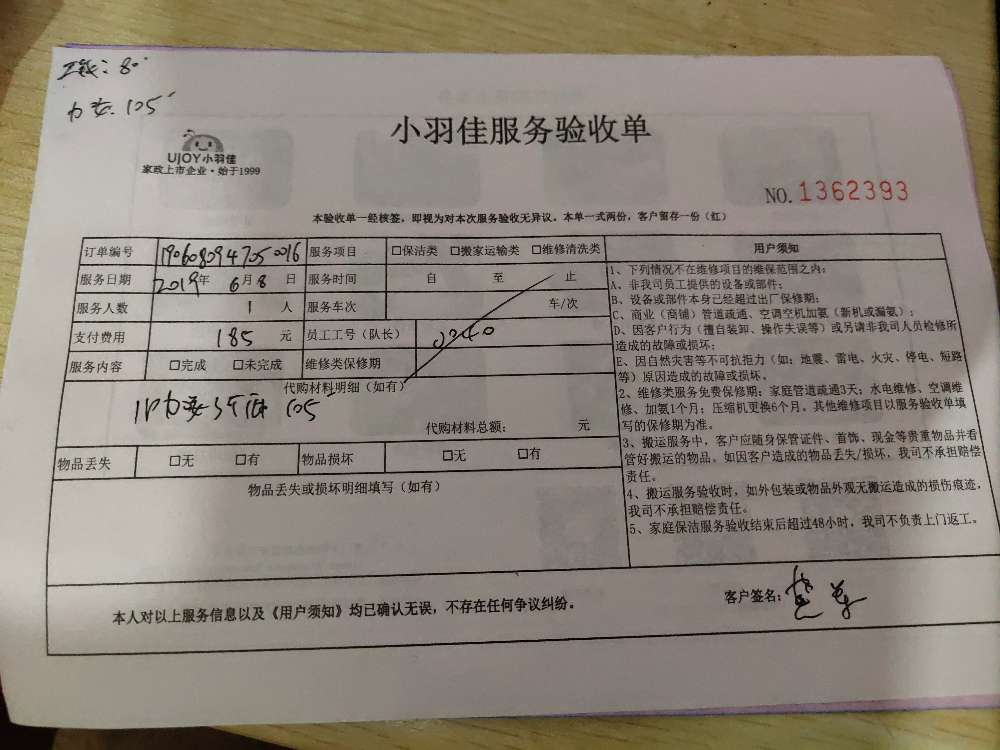 工钱：80
加氟．105
小羽佳服务验收单
UJOY小羽佳
家政上市企业·始于1999
NO. 1362393
本验收单一经核签，即视为对本次服务验收无异议。本单一式两份，客户留存一份（红）
订单编号 1906080947050016 服务项目 □保洁类 □搬家运输类 □维修清洗类
服务日期 2019年 6月 8 日 服务时间 自 至 止
服务人数 1 人 服务车次 车/次
支付费用 185 元 员工工号（队长） 0240
服务内容 □完成 □未完成 维修类保修期
代购材料明细（如有）
105
代购材料总额： 元
物品丢失 □无 □有 物品损坏 □无 □有
物品丢失或损坏明细填写（如有）
用户须知
1、下列情况不在维修项目的维保范围之内：
A、非我司员工提供的设备或部件；
B、设备或部件本身已经超过出厂保修期；
C、商业（商铺）管道疏通、空调空机加氨（新机或漏氨）；
D、因客户行为（擅自装卸、操作失误等）或另请非我司人员检修所
造成的故障或损坏；
E、因自然灾害等不可抗拒力（如：地震、雷电、火灾、停电、短路
等）原因造成的故障或损坏。
2、维修类服务免费保修期：家庭管道疏通3天；水电维修、空调维
修、加氨1个月；压缩机更换6个月。其他维修项目以服务验收单填
写的保修期为准。
3、搬运服务中，客户应随身保管证件、首饰、现金等贵重物品并看
管好搬运的物品。如因客户造成的物品丢失/损坏，我司不承担赔偿
责任。
4、搬运服务验收时，如外包装或物品外观无搬运造成的损伤痕迹，
我司不承担赔偿责任。
5、家庭保洁服务验收结束后超过48小时，我司不负责上门返工。
本人对以上服务信息以及《用户须知》均已确认无误，不存在任何争议纠纷。
客户签名：